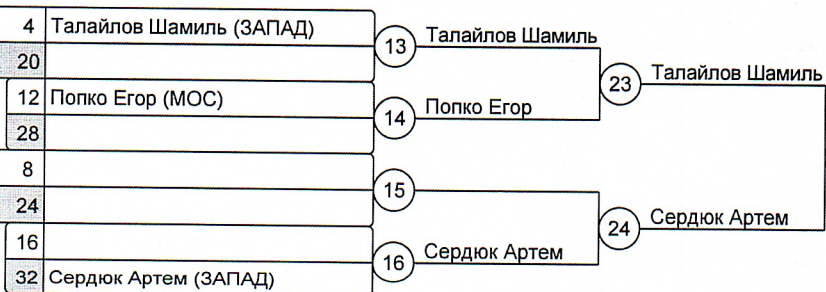 4 Талайлов Шамиль (ЗАПАД)
20
12 Попко Егор (МОС)
28
8
24
16
32 Сердюк Артем (ЗАПАД)
13 Талайлов Шамиль
14 Попко Егор
15
16 Сердюк Артем
23 Талайлов Шамиль
24 Сердюк Артем